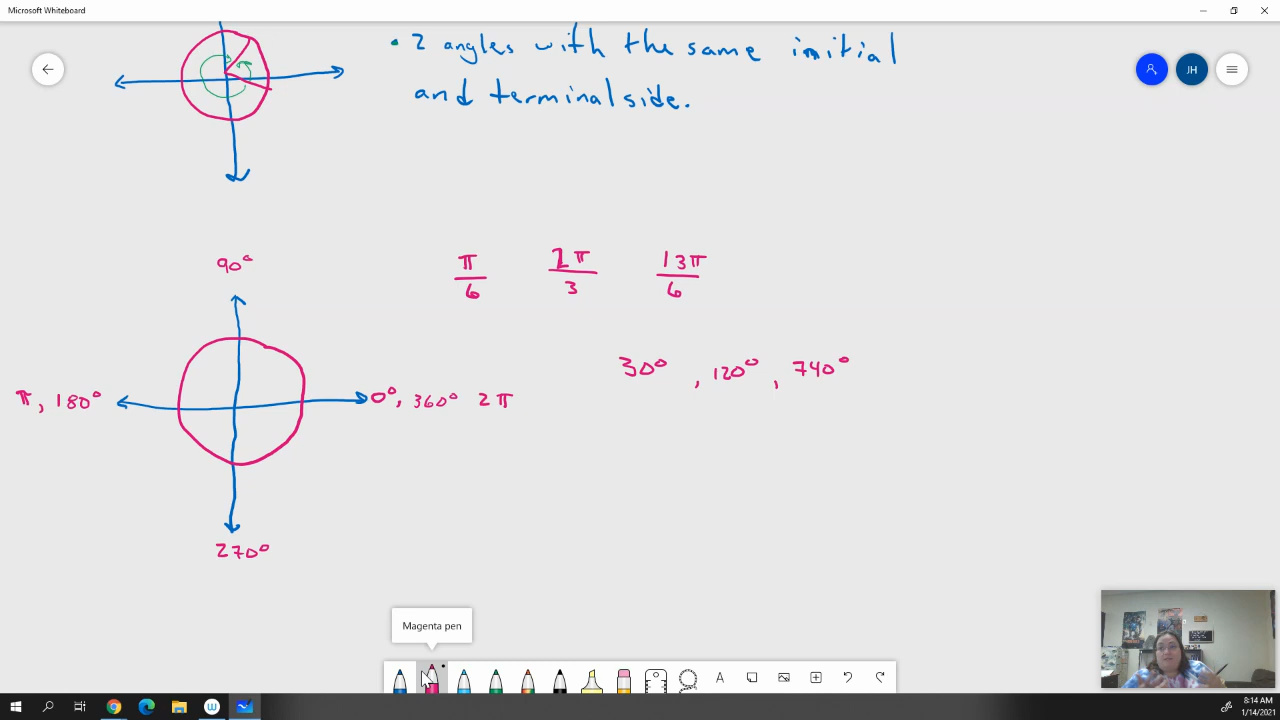 Microsoft Whiteboard
• 2 angles with the same initial
and terminal side.
JH
90°
π/6 2π/3 13π/6
30°, 120°, 740°
π, 180° 0°, 360° 2π
270°
Magenta pen
A
8:14 AM
1/14/2021